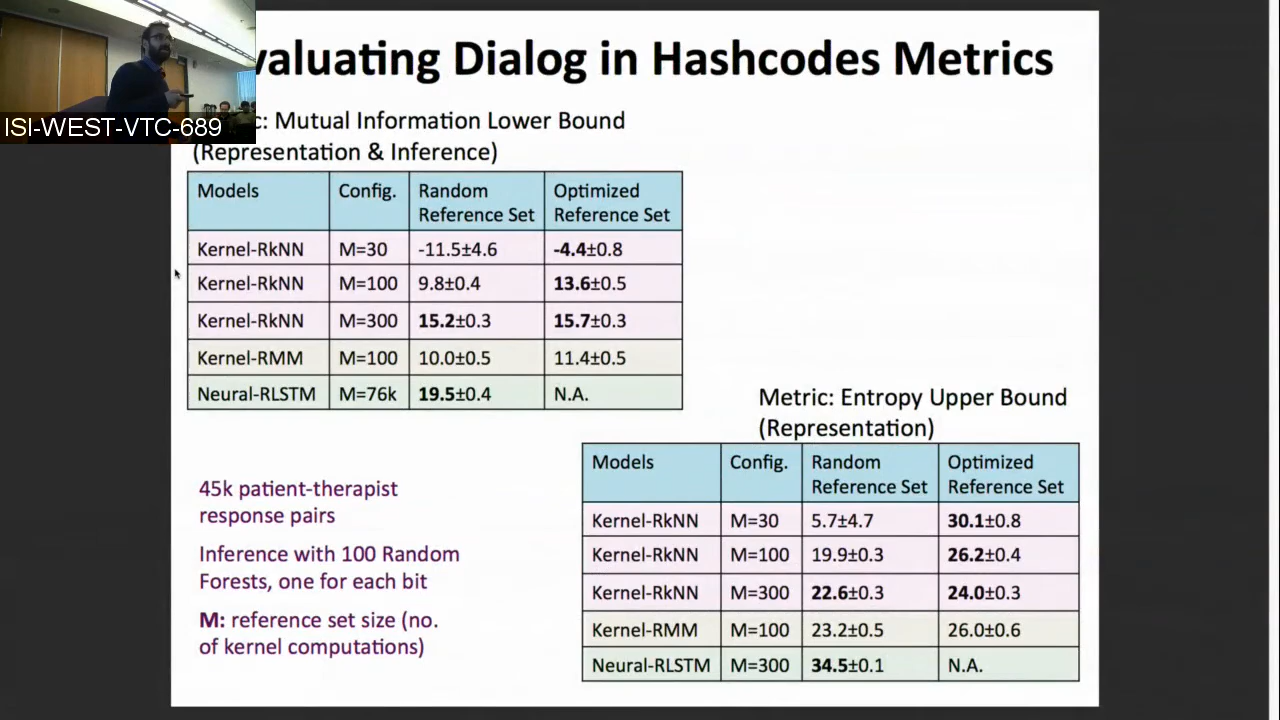 valuating Dialog in Hashcodes Metrics
ISI-WEST-VTC-689
c: Mutual Information Lower Bound
(Representation & Inference)
Models Config. Random Reference Set Optimized Reference Set
Kernel-RkNN M=30 -11.5±4.6 -4.4±0.8
Kernel-RkNN M=100 9.8±0.4 13.6±0.5
Kernel-RkNN M=300 15.2±0.3 15.7±0.3
Kernel-RMM M=100 10.0±0.5 11.4±0.5
Neural-RLSTM M=76k 19.5±0.4 N.A.
Metric: Entropy Upper Bound
(Representation)
Models Config. Random Reference Set Optimized Reference Set
Kernel-RkNN M=30 5.7±4.7 30.1±0.8
Kernel-RkNN M=100 19.9±0.3 26.2±0.4
Kernel-RkNN M=300 22.6±0.3 24.0±0.3
Kernel-RMM M=100 23.2±0.5 26.0±0.6
Neural-RLSTM M=300 34.5±0.1 N.A.
45k patient-therapist
response pairs
Inference with 100 Random
Forests, one for each bit
M: reference set size (no.
of kernel computations)